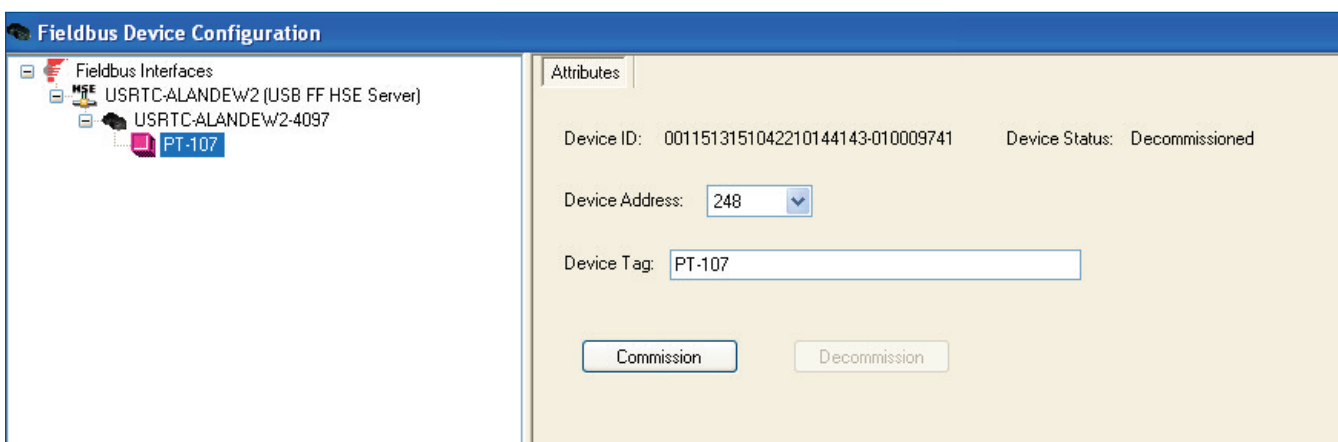 Fieldbus Device Configuration
Fieldbus Interfaces
HSE USRTC-ALANDEW2 (USB FF HSE Server)
USRTC-ALANDEW2-4097
PT-107
Attributes
Device ID: 0011513151042210144143-010009741 Device Status: Decommissioned
Device Address: 248
Device Tag: PT-107
Commission Decommission